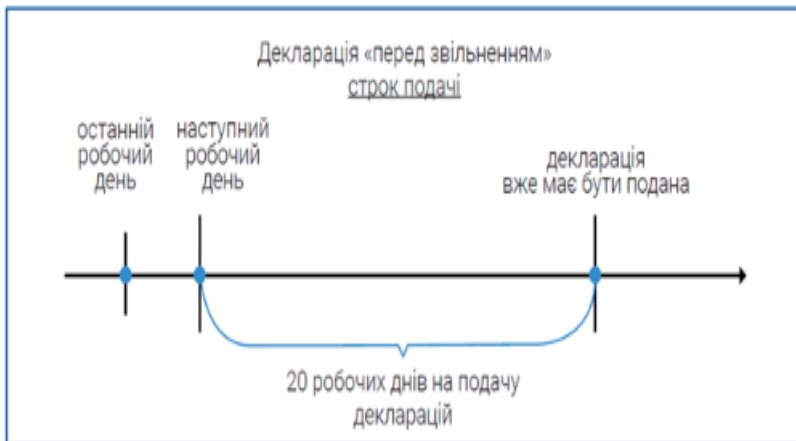 Декларація «перед звільненням»
строк подачі
останній
робочий
день
наступний
робочий
день
декларація
вже має бути подана
20 робочих днів на подачу
декларацій